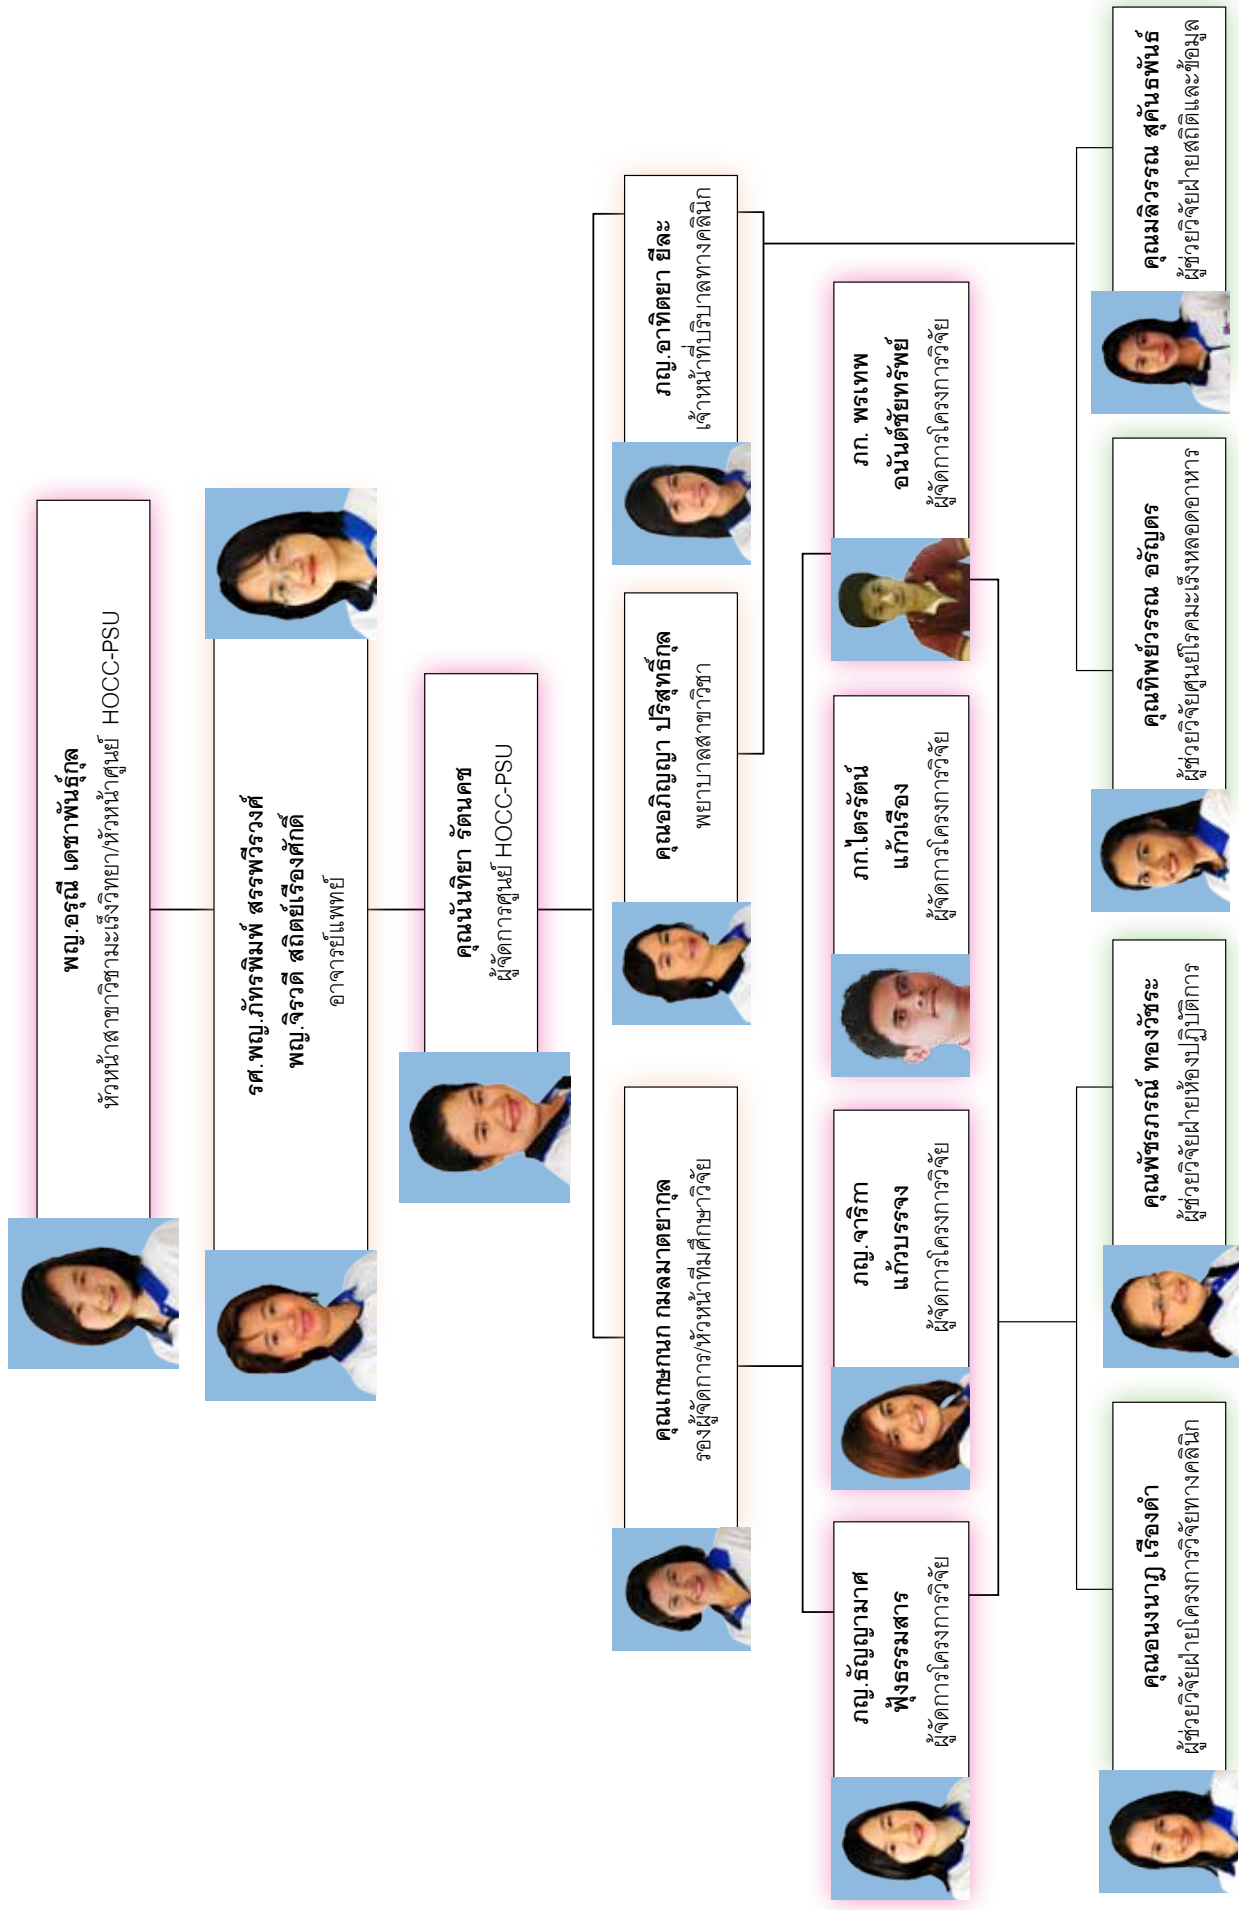 พญ.อรุณี เดชาพันธุ์กุล
หัวหน้าสาขาวิชามะเร็งวิทยา/หัวหน้าศูนย์ HOCC-PSU
รศ.พญ.ภัทรพิมพ์ สรรพวีรวงศ์
พญ.จิรวดี สถิตย์เรืองศักดิ์
อาจารย์แพทย์
คุณนันทิยา รัตนคช
ผู้จัดการศูนย์ HOCC-PSU
คุณเกษกนก กมลมาตยากุล
รองผู้จัดการ/หัวหน้าทีมศึกษาวิจัย
คุณอภิญญา ปริสุทธิ์กุล
พยาบาลสาขาวิชา
ภญ.อาทิตยา ยีละ
เจ้าหน้าที่บริบาลทางคลินิก
ภญ.ธัญญามาศ
ฟุ้งธรรมสาร
ผู้จัดการโครงการวิจัย
ภญ.จาริกา
แก้วบรรจง
ผู้จัดการโครงการวิจัย
ภก.ไตรรัตน์
แก้วเรือง
ผู้จัดการโครงการวิจัย
ภก. พรเทพ
อนันต์ชัยทรัพย์
ผู้จัดการโครงการวิจัย
คุณอนงนาฏ เรืองดำ
ผู้ช่วยวิจัยฝ่ายโครงการวิจัยทางคลินิก
คุณพัชรภรณ์ ทองวัชระ
ผู้ช่วยวิจัยฝ่ายห้องปฏิบัติการ
คุณทิพย์วรรณ อรัญดร
ผู้ช่วยวิจัยศูนย์โรคมะเร็งหลอดอาหาร
คุณมลิวรรณ สุคันธพันธ์
ผู้ช่วยวิจัยฝ่ายสถิติและข้อมูล